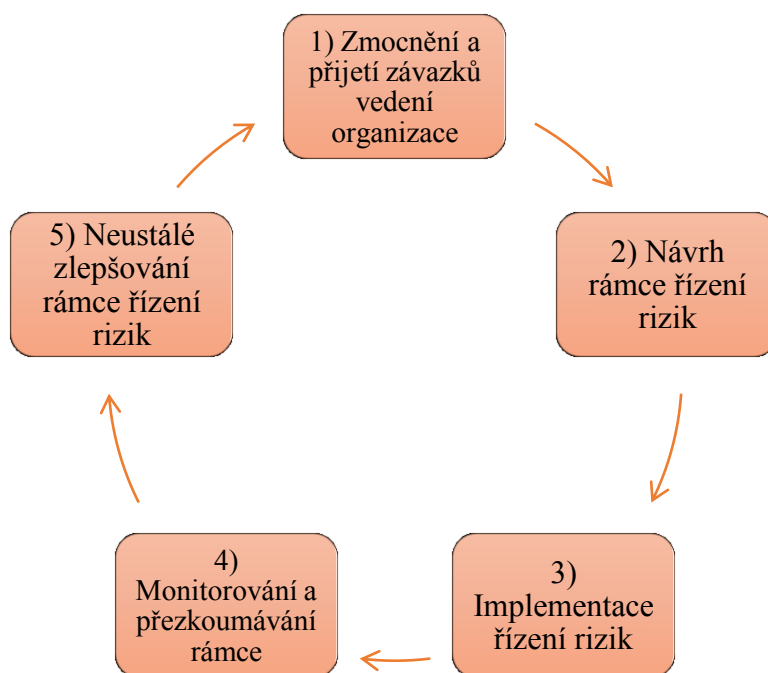 1) Zmocnění a
přijetí závazků
vedení
organizace
2) Návrh
rámce řízení
rizik
3)
Implementace
řízení rizik
4)
Monitorování a
přezkoumávání
rámce
5) Neustálé
zlepšování
rámce řízení
rizik